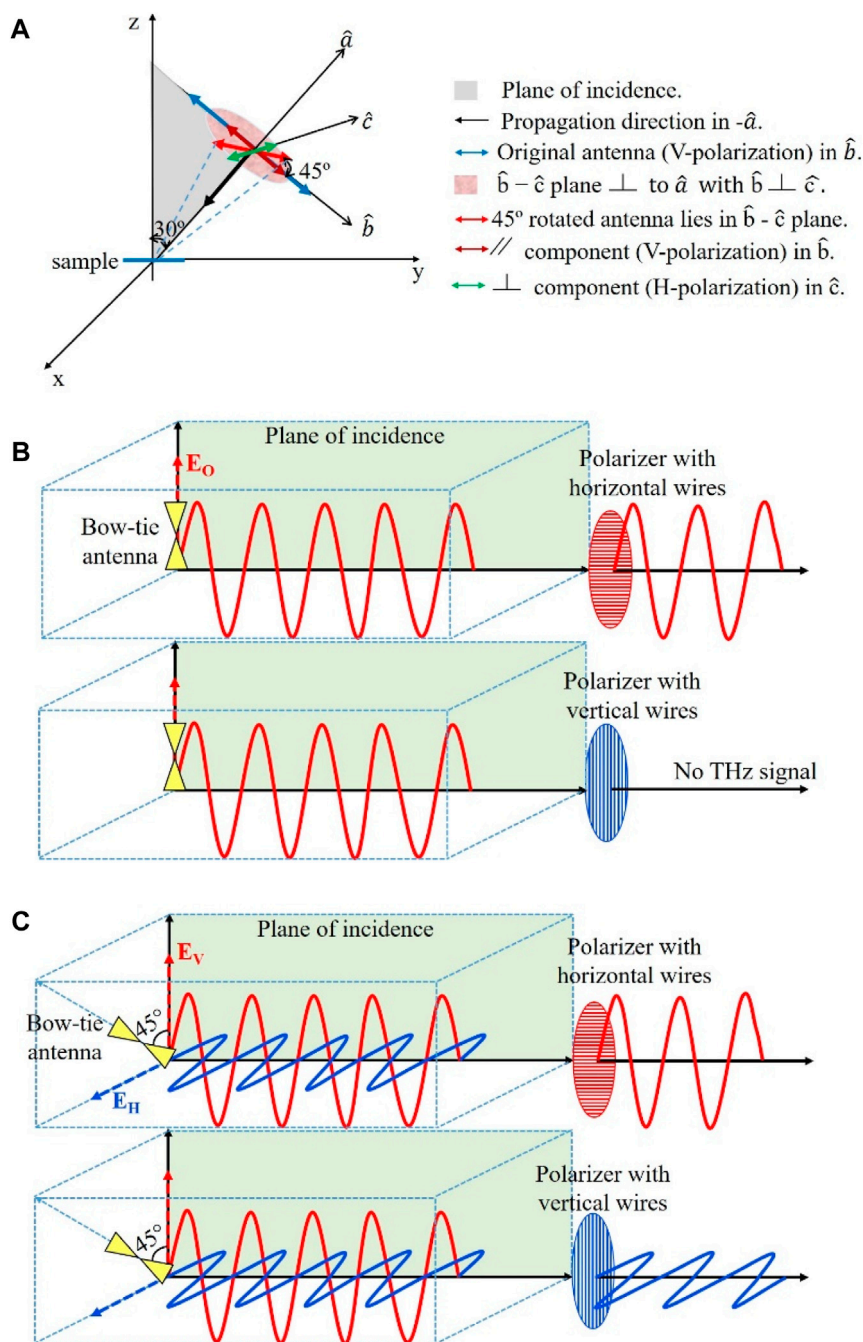 A
z
â
ĉ
45°
b̂
30°
sample
y
x
Plane of incidence.
Propagation direction in -â.
Original antenna (V-polarization) in b̂.
b̂ – ĉ plane ⊥ to â with b̂ ⊥ ĉ.
45° rotated antenna lies in b̂ - ĉ plane.
// component (V-polarization) in b̂.
⊥ component (H-polarization) in ĉ.
B
Plane of incidence
E_O
Bow-tie
antenna
Polarizer with
horizontal wires
Polarizer with
vertical wires
No THz signal
C
Plane of incidence
E_V
45°
Bow-tie
antenna
E_H
Polarizer with
horizontal wires
45°
Polarizer with
vertical wires